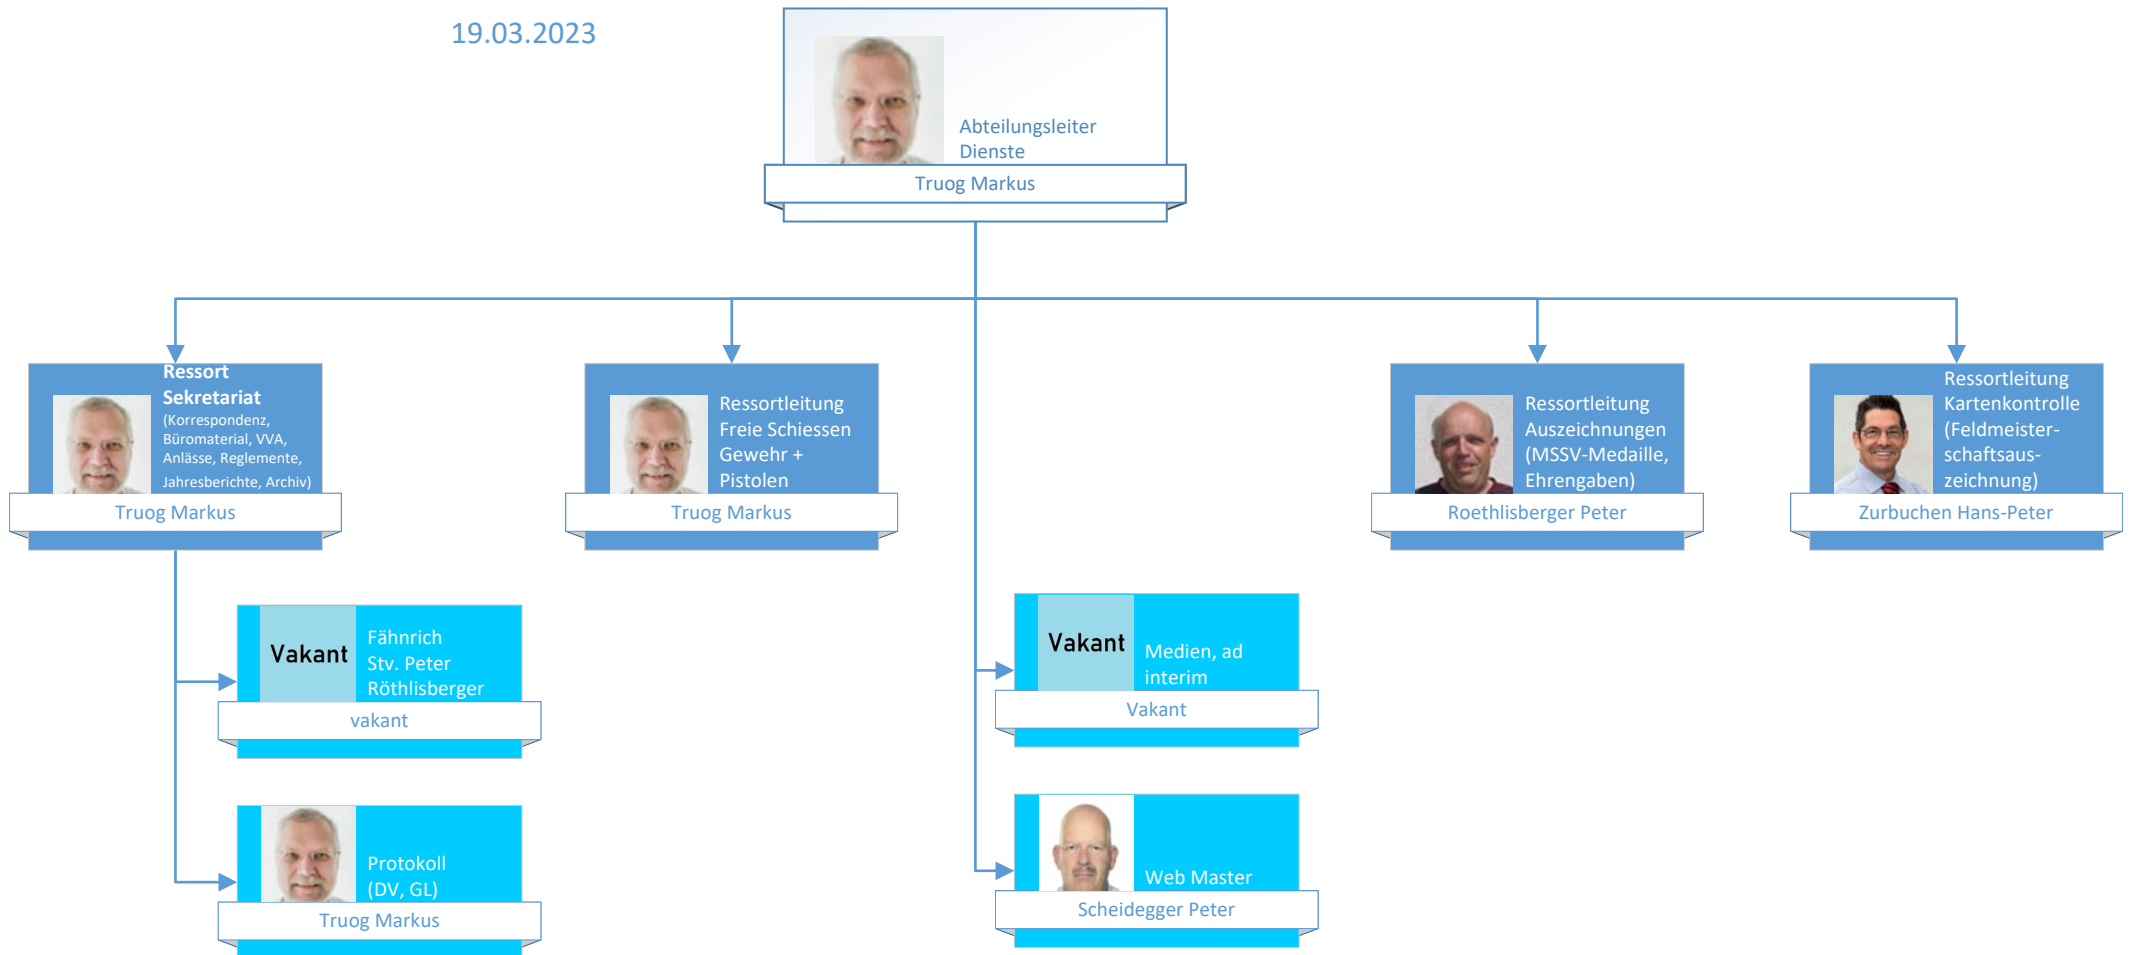 19.03.2023
Abteilungsleiter
Dienste
Truog Markus
Ressort
Sekretariat
(Korrespondenz,
Büromaterial, VVA,
Anlässe, Reglemente,
Jahresberichte, Archiv)
Truog Markus
Ressortleitung
Freie Schiessen
Gewehr +
Pistolen
Truog Markus
Ressortleitung
Auszeichnungen
(MSSV-Medaille,
Ehrengaben)
Roethlisberger Peter
Ressortleitung
Kartenkontrolle
(Feldmeister-
schaftsaus-
zeichnung)
Zurbuchen Hans-Peter
Vakant
Fähnrich
Stv. Peter
Röthlisberger
vakant
Vakant
Medien, ad
interim
Vakant
Protokoll
(DV, GL)
Truog Markus
Web Master
Scheidegger Peter